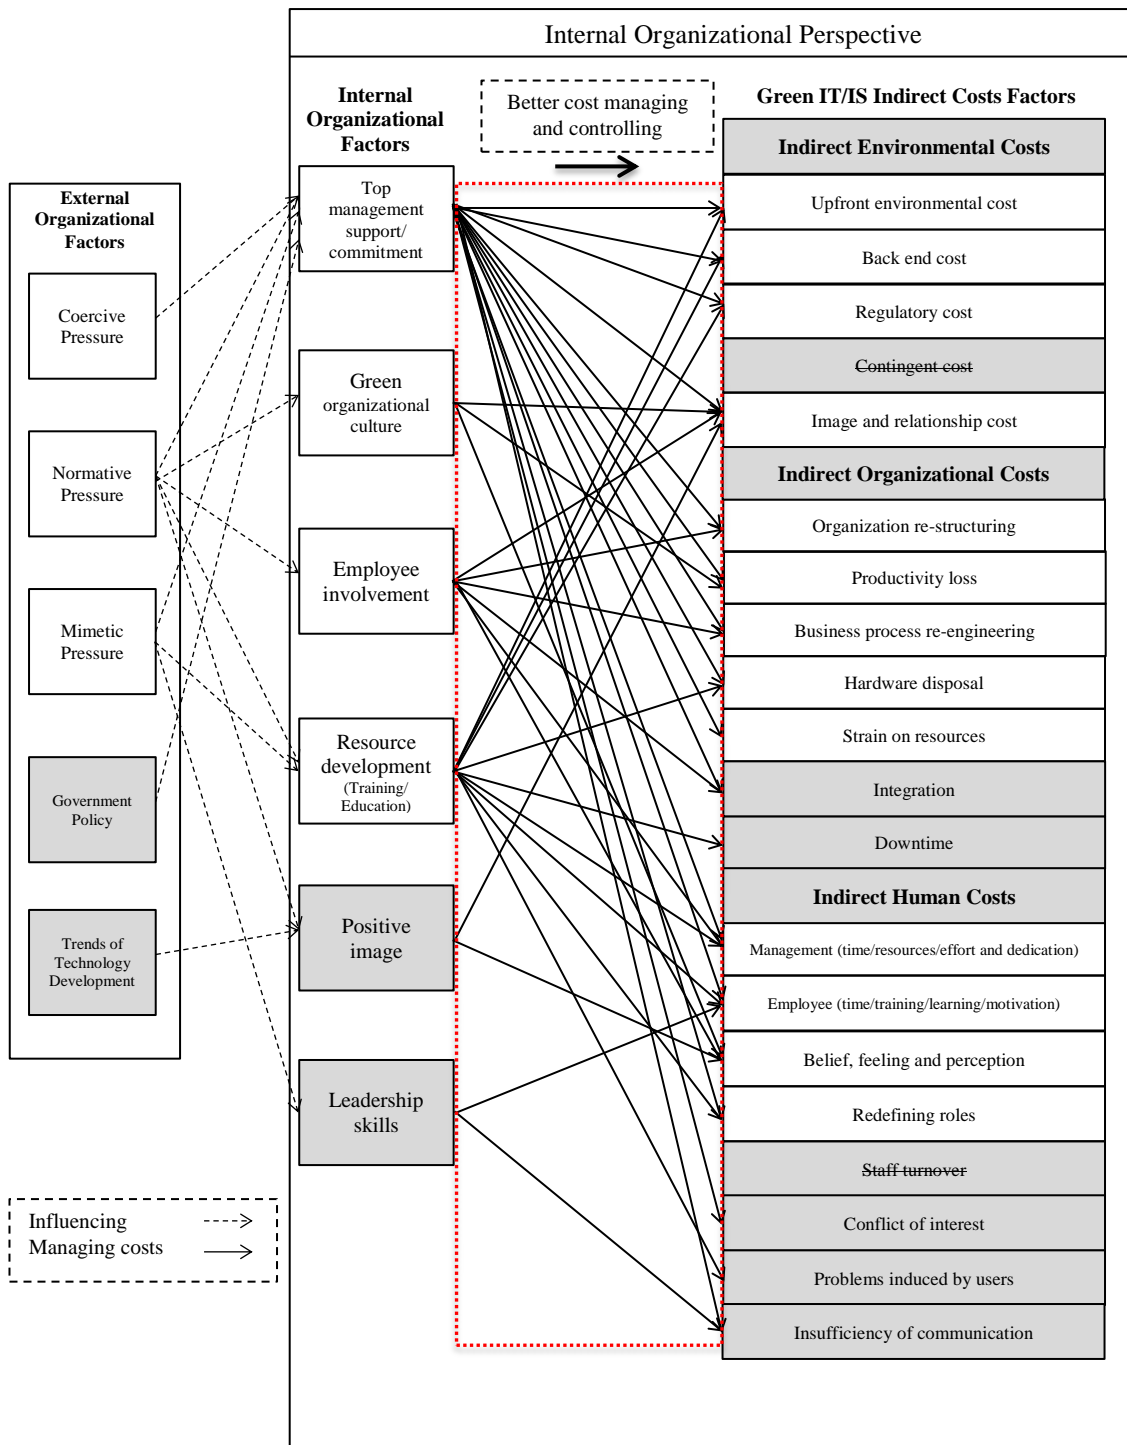 Internal Organizational Perspective
Internal
Organizational
Factors
Better cost managing
and controlling
Green IT/IS Indirect Costs Factors
External
Organizational
Factors
Coercive
Pressure
Normative
Pressure
Mimetic
Pressure
Government
Policy
Trends of
Technology
Development
Top
management
support/
commitment
Green
organizational
culture
Employee
involvement
Resource
development
(Training/
Education)
Positive
image
Leadership
skills
Indirect Environmental Costs
Upfront environmental cost
Back end cost
Regulatory cost
Contingent cost
Image and relationship cost
Indirect Organizational Costs
Organization re-structuring
Productivity loss
Business process re-engineering
Hardware disposal
Strain on resources
Integration
Downtime
Indirect Human Costs
Management (time/resources/effort and dedication)
Employee (time/training/learning/motivation)
Belief, feeling and perception
Redefining roles
Staff turnover
Conflict of interest
Problems induced by users
Insufficiency of communication
Influencing
Managing costs